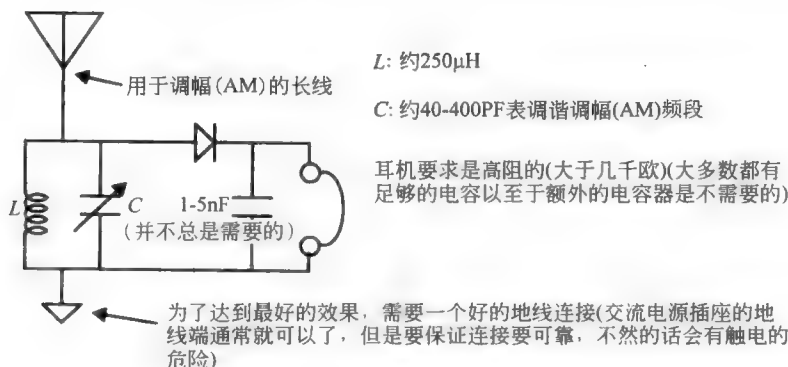 用于调幅(AM)的长线
L: 约250μH
C: 约40-400PF表调谐调幅(AM)频段
耳机要求是高阻的(大于几千欧)(大多数都有
足够的电容以至于额外的电容器是不需要的)
L
C
1-5nF
(并不总是需要的)
为了达到最好的效果，需要一个好的地线连接(交流电源插座的地
线端通常就可以了，但是要保证连接要可靠，不然的话会有触电的
危险)